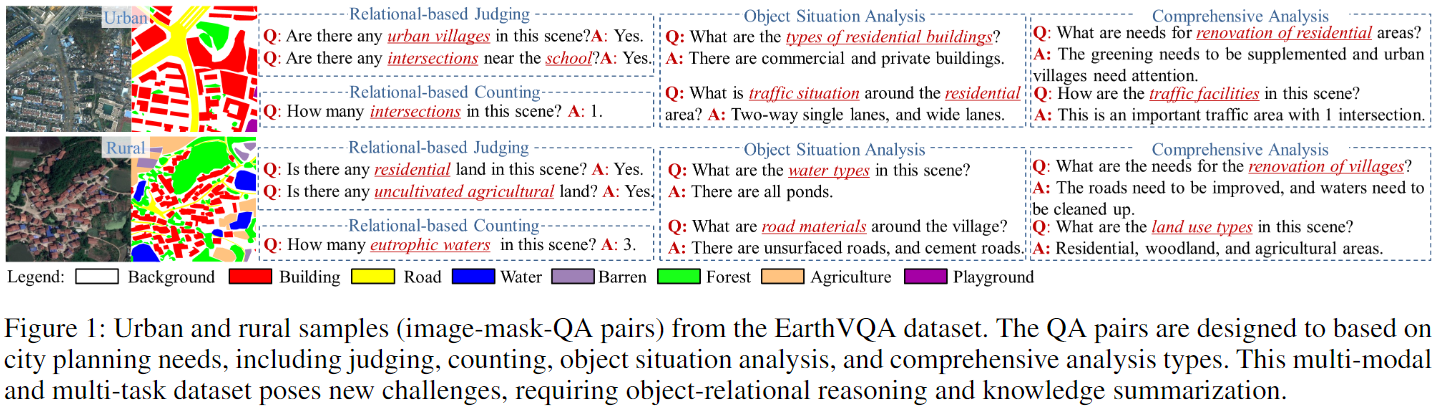 Urban
Relational-based Judging
Q: Are there any urban villages in this scene?A: Yes.
Q: Are there any intersections near the school?A: Yes.
Relational-based Counting
Q: How many intersections in this scene? A: 1.
Object Situation Analysis
Q: What are the types of residential buildings?
A: There are commercial and private buildings.
Q: What is traffic situation around the residential
area? A: Two-way single lanes, and wide lanes.
Comprehensive Analysis
Q: What are needs for renovation of residential areas?
A: The greening needs to be supplemented and urban
villages need attention.
Q: How are the traffic facilities in this scene?
A: This is an important traffic area with 1 intersection.
Rural
Relational-based Judging
Q: Is there any residential land in this scene? A: Yes.
Q: Is there any uncultivated agricultural land? A: Yes.
Relational-based Counting
Q: How many eutrophic waters in this scene? A: 3.
Object Situation Analysis
Q: What are the water types in this scene?
A: There are all ponds.
Q: What are road materials around the village?
A: There are unsurfaced roads, and cement roads.
Comprehensive Analysis
Q: What are the needs for the renovation of villages?
A: The roads need to be improved, and waters need to
be cleaned up.
Q: What are the land use types in this scene?
A: Residential, woodland, and agricultural areas.
Legend: Background Building Road Water Barren Forest Agriculture Playground
Figure 1: Urban and rural samples (image-mask-QA pairs) from the EarthVQA dataset. The QA pairs are designed to based on
city planning needs, including judging, counting, object situation analysis, and comprehensive analysis types. This multi-modal
and multi-task dataset poses new challenges, requiring object-relational reasoning and knowledge summarization.